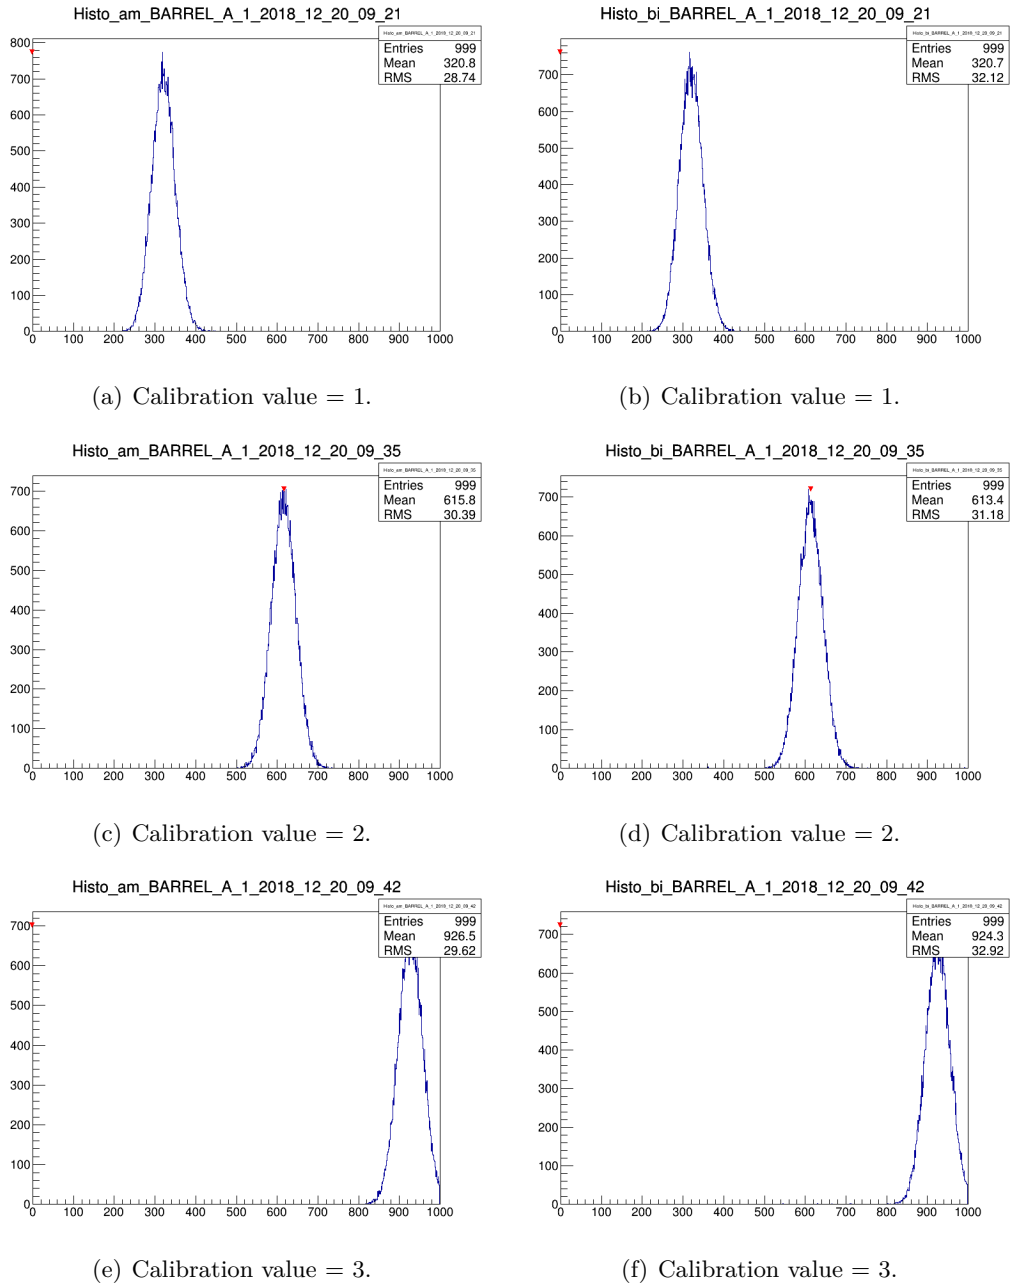 Histo_am_BARREL_A_1_2018_12_20_09_21
Histo_am_BARREL_A_1_2018_12_20_09_21
Entries 999
Mean 320.8
RMS 28.74
800
700
600
500
400
300
200
100
0
0 100 200 300 400 500 600 700 800 900 1000
(a) Calibration value = 1.
Histo_bi_BARREL_A_1_2018_12_20_09_21
Histo_bi_BARREL_A_1_2018_12_20_09_21
Entries 999
Mean 320.7
RMS 32.12
700
600
500
400
300
200
100
0
0 100 200 300 400 500 600 700 800 900 1000
(b) Calibration value = 1.
Histo_am_BARREL_A_1_2018_12_20_09_35
Histo_am_BARREL_A_1_2018_12_20_09_35
Entries 999
Mean 615.8
RMS 30.39
700
600
500
400
300
200
100
0
0 100 200 300 400 500 600 700 800 900 1000
(c) Calibration value = 2.
Histo_bi_BARREL_A_1_2018_12_20_09_35
Histo_bi_BARREL_A_1_2018_12_20_09_35
Entries 999
Mean 613.4
RMS 31.18
700
600
500
400
300
200
100
0
0 100 200 300 400 500 600 700 800 900 1000
(d) Calibration value = 2.
Histo_am_BARREL_A_1_2018_12_20_09_42
Histo_am_BARREL_A_1_2018_12_20_09_42
Entries 999
Mean 926.5
RMS 29.62
700
600
500
400
300
200
100
0
0 100 200 300 400 500 600 700 800 900 1000
(e) Calibration value = 3.
Histo_bi_BARREL_A_1_2018_12_20_09_42
Histo_bi_BARREL_A_1_2018_12_20_09_42
Entries 999
Mean 924.3
RMS 32.92
700
600
500
400
300
200
100
0
0 100 200 300 400 500 600 700 800 900 1000
(f) Calibration value = 3.